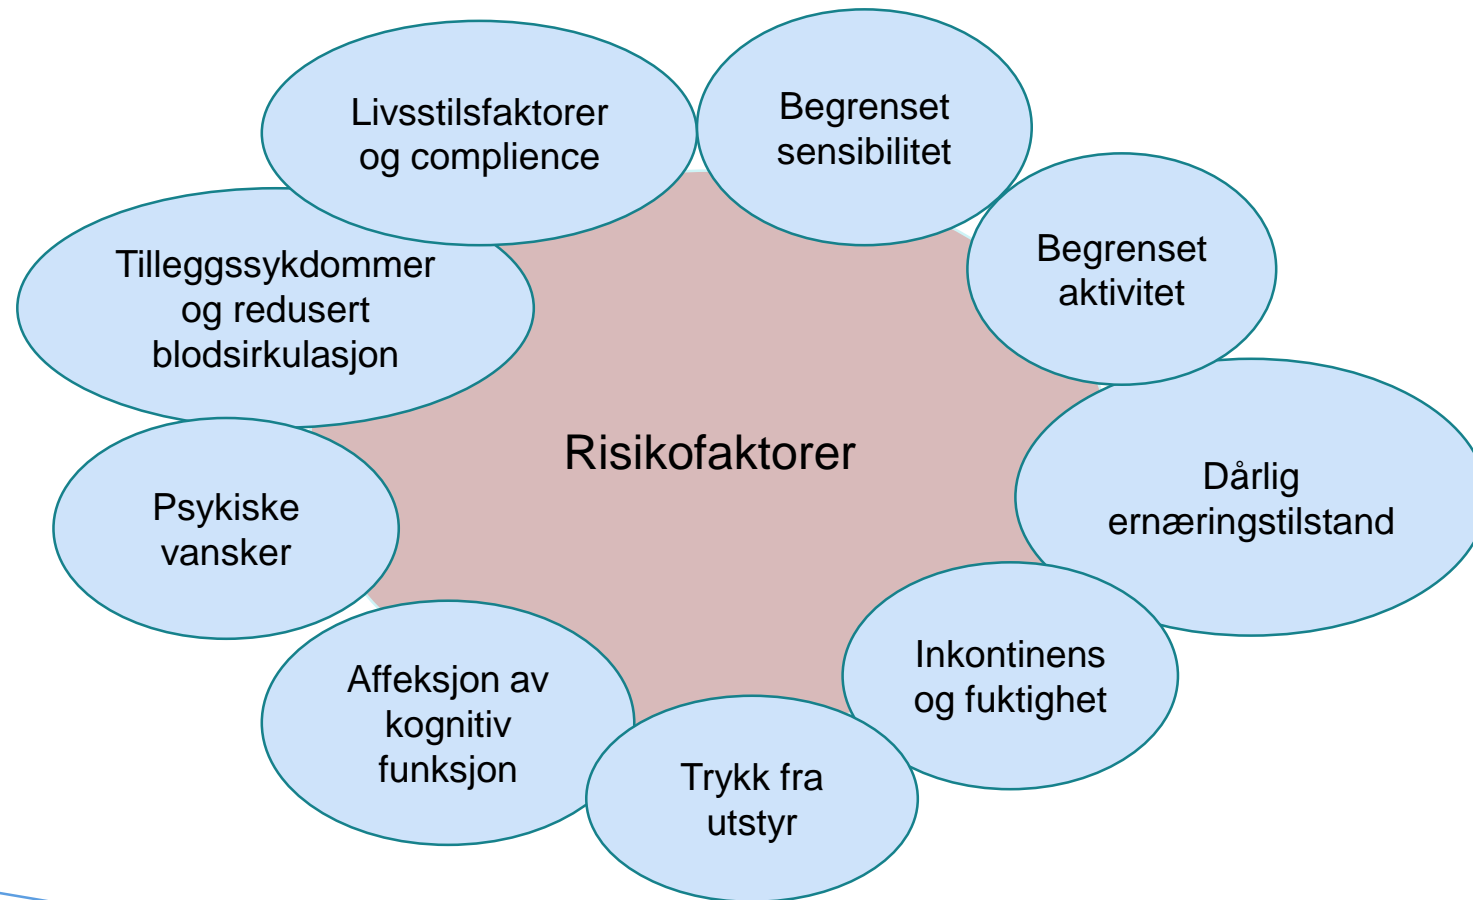 Livsstilsfaktorer
og complience
Begrenset
sensibilitet
Begrenset
aktivitet
Tilleggssykdommer
og redusert
blodsirkulasjon
Risikofaktorer
Dårlig
ernæringstilstand
Psykiske
vansker
Inkontinens
og fuktighet
Affeksjon av
kognitiv
funksjon
Trykk fra
utstyr